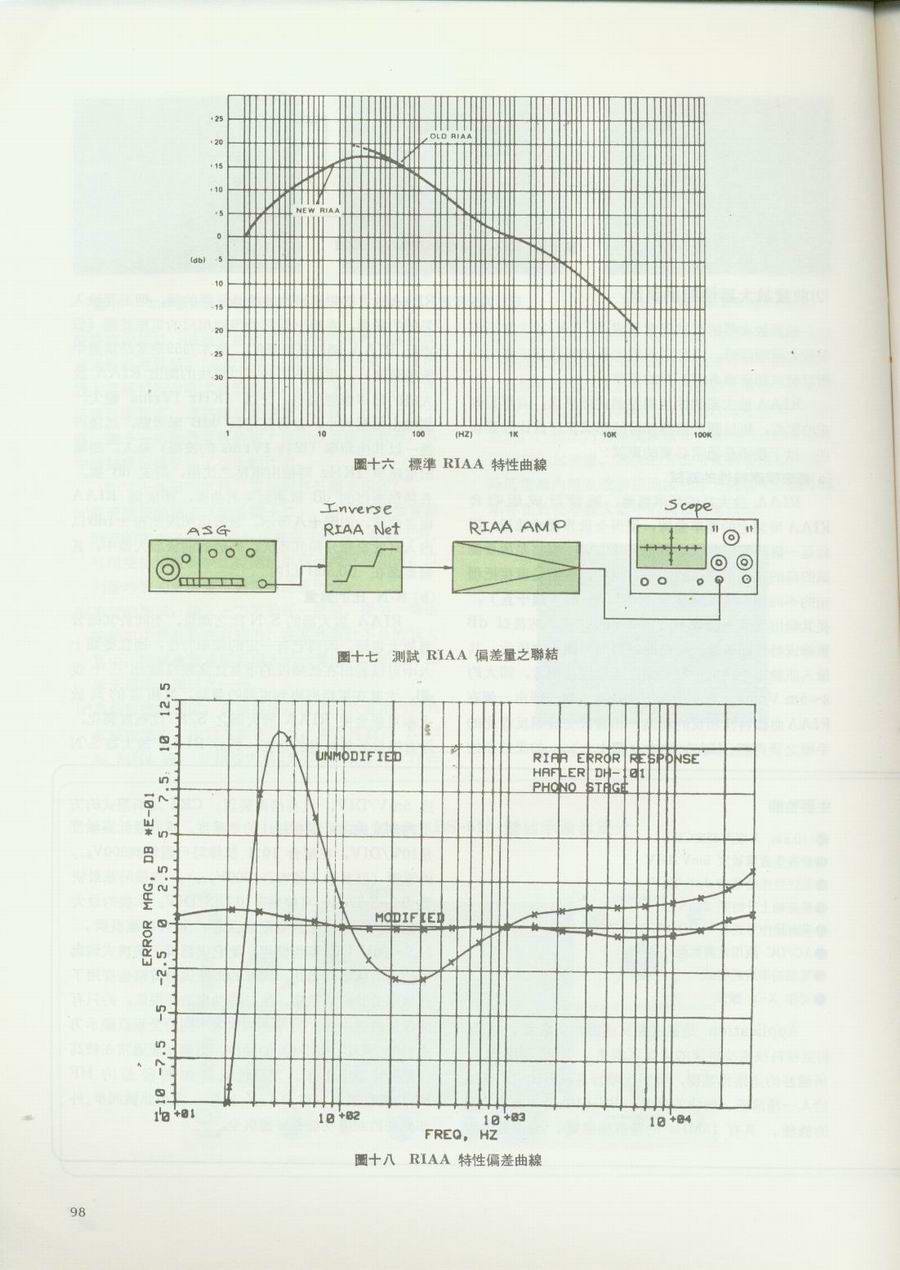 +25
+20
OLD RIAA
+15
+10
NEW RIAA
+5
0
(db)
-5
10
-10
-15
20
-25
-30
1 10 100 (HZ) 1K 10K 100K
圖十六 標準 RIAA 特性曲線
Scope
Inverse
ASG RIAA Net RIAA AMP
圖十七 測試 RIAA 偏差量之聯結
12.5
10
7.5
5
2.5
0
-2.5
-5
-7.5
-10
ERROR MAG, DB *E-01
UNMODIFIED
RIAA ERROR RESPONSE
HAFLER DH-101
PHONO STAGE
MODIFIED
10+01 10+02 10+03 10+04
FREQ, HZ
圖十八 RIAA 特性偏差曲線
98